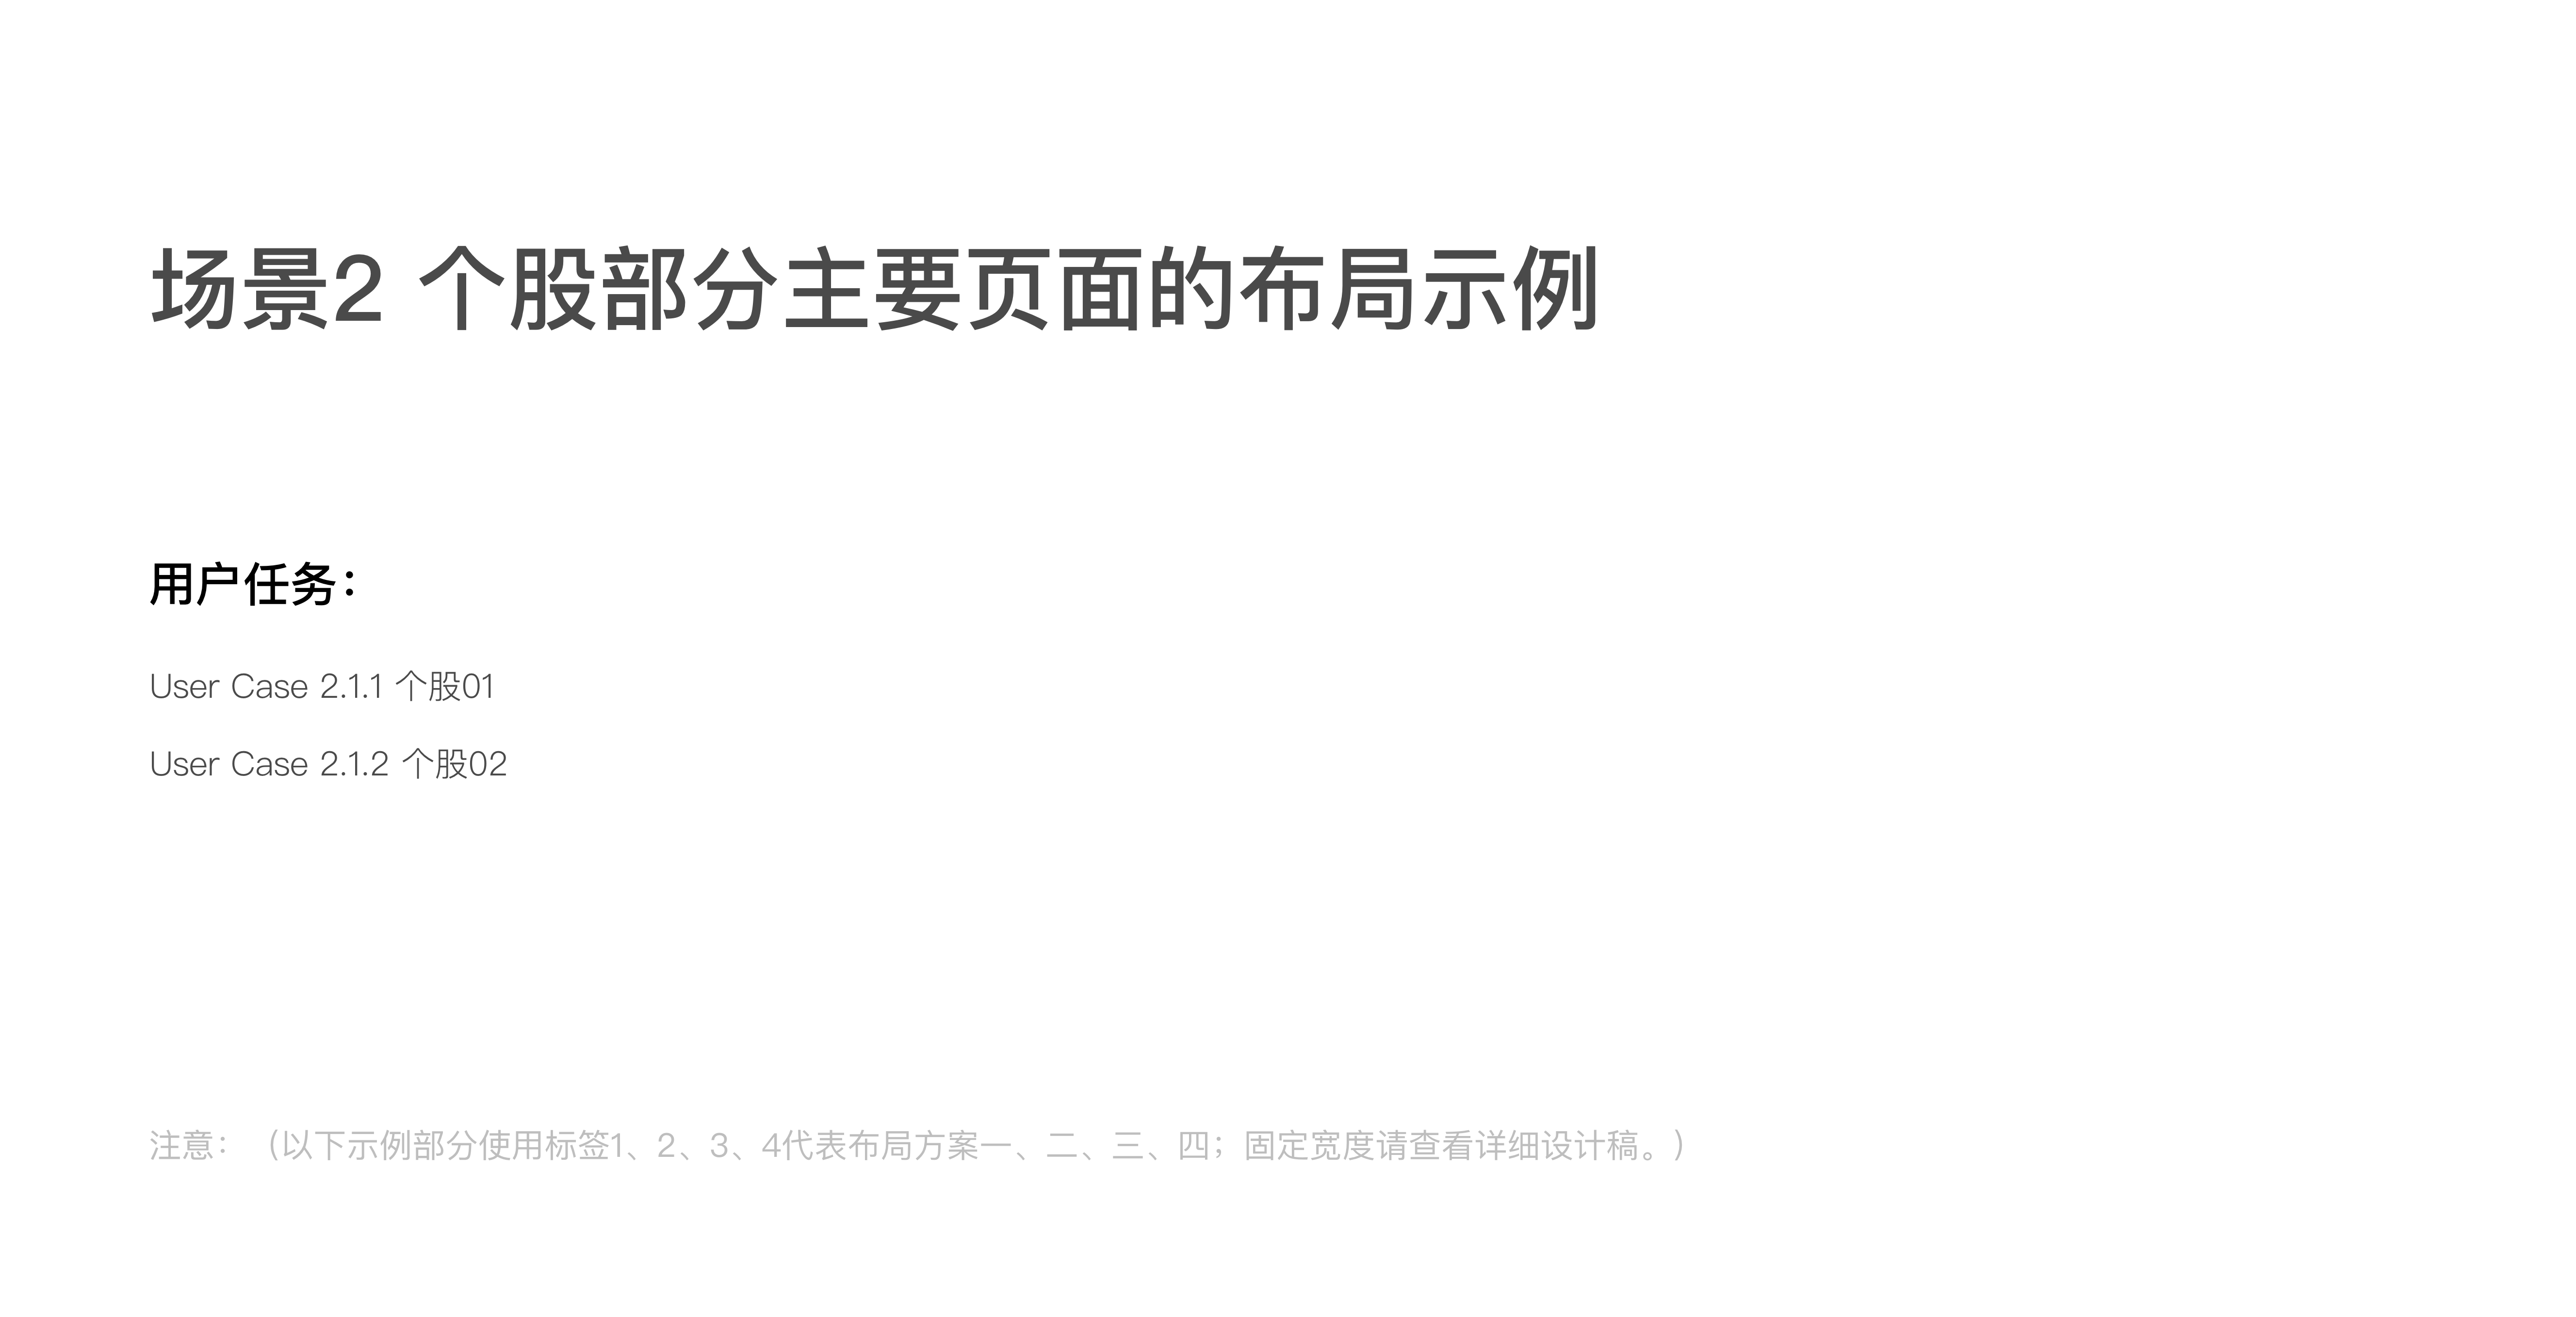 场景2 个股部分主要页面的布局示例
用户任务：
User Case 2.1.1 个股01
User Case 2.1.2 个股02
注意：（以下示例部分使用标签1、2、3、4代表布局方案一、二、三、四；固定宽度请查看详细设计稿。）